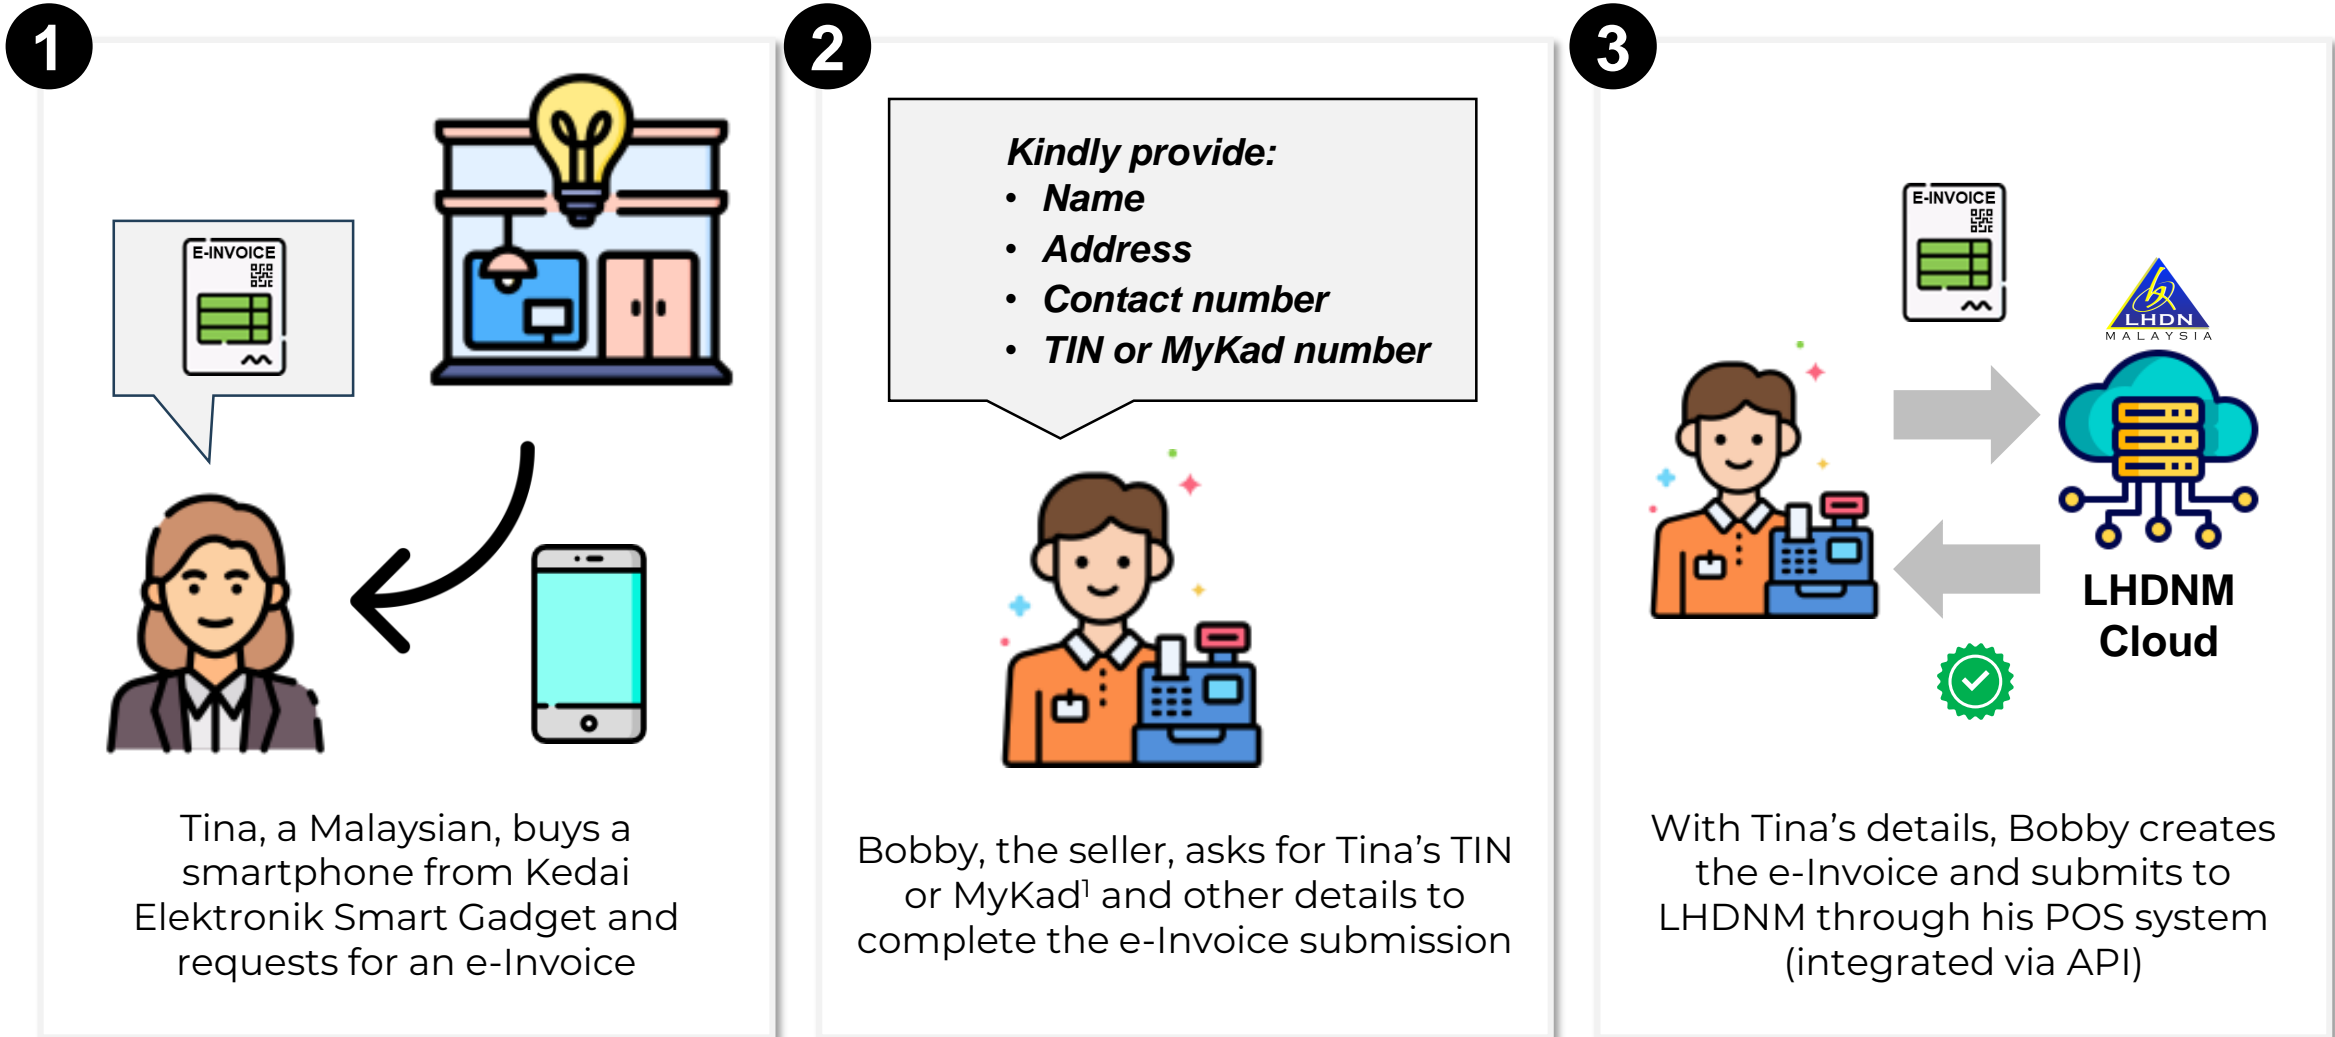 1
E-INVOICE
Tina, a Malaysian, buys a
smartphone from Kedai
Elektronik Smart Gadget and
requests for an e-Invoice
2
Kindly provide:
• Name
• Address
• Contact number
• TIN or MyKad number
Bobby, the seller, asks for Tina’s TIN
or MyKad¹ and other details to
complete the e-Invoice submission
3
E-INVOICE
LHDN
MALAYSIA
LHDNM
Cloud
With Tina’s details, Bobby creates
the e-Invoice and submits to
LHDNM through his POS system
(integrated via API)